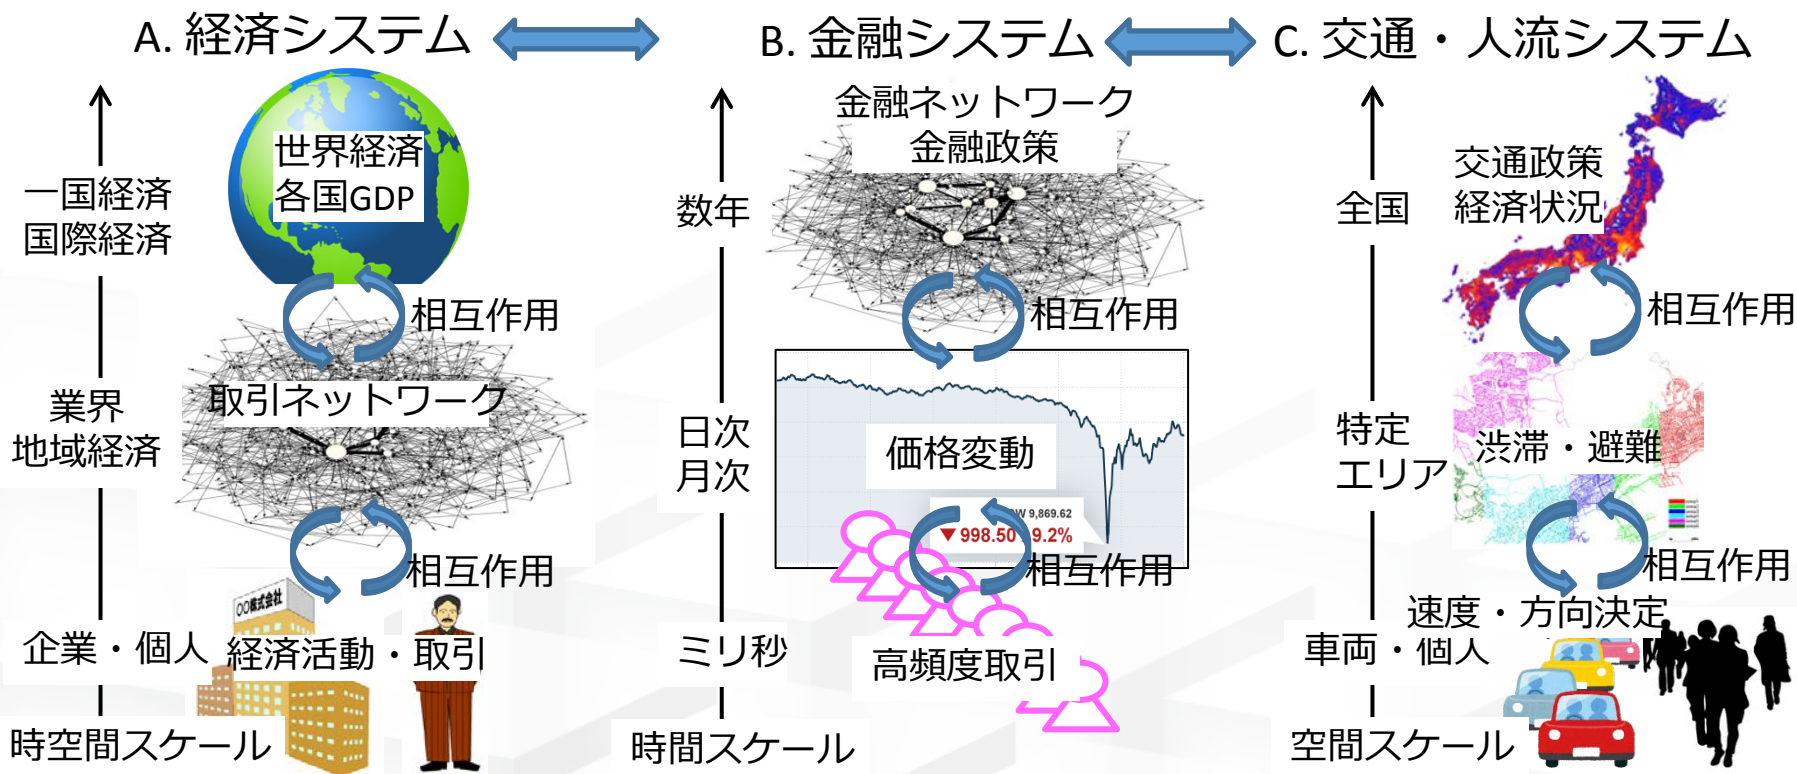 A. 経済システム
世界経済
各国GDP
一国経済
国際経済
相互作用
取引ネットワーク
業界
地域経済
相互作用
〇〇株式会社
企業・個人
経済活動・取引
時空間スケール
B. 金融システム
金融ネットワーク
金融政策
数年
相互作用
日次
月次
価格変動
9,869.62
▼ 998.50
9.2%
相互作用
ミリ秒
高頻度取引
時間スケール
C. 交通・人流システム
交通政策
経済状況
全国
相互作用
特定
エリア
渋滞・避難
相互作用
速度・方向決定
車両・個人
空間スケール